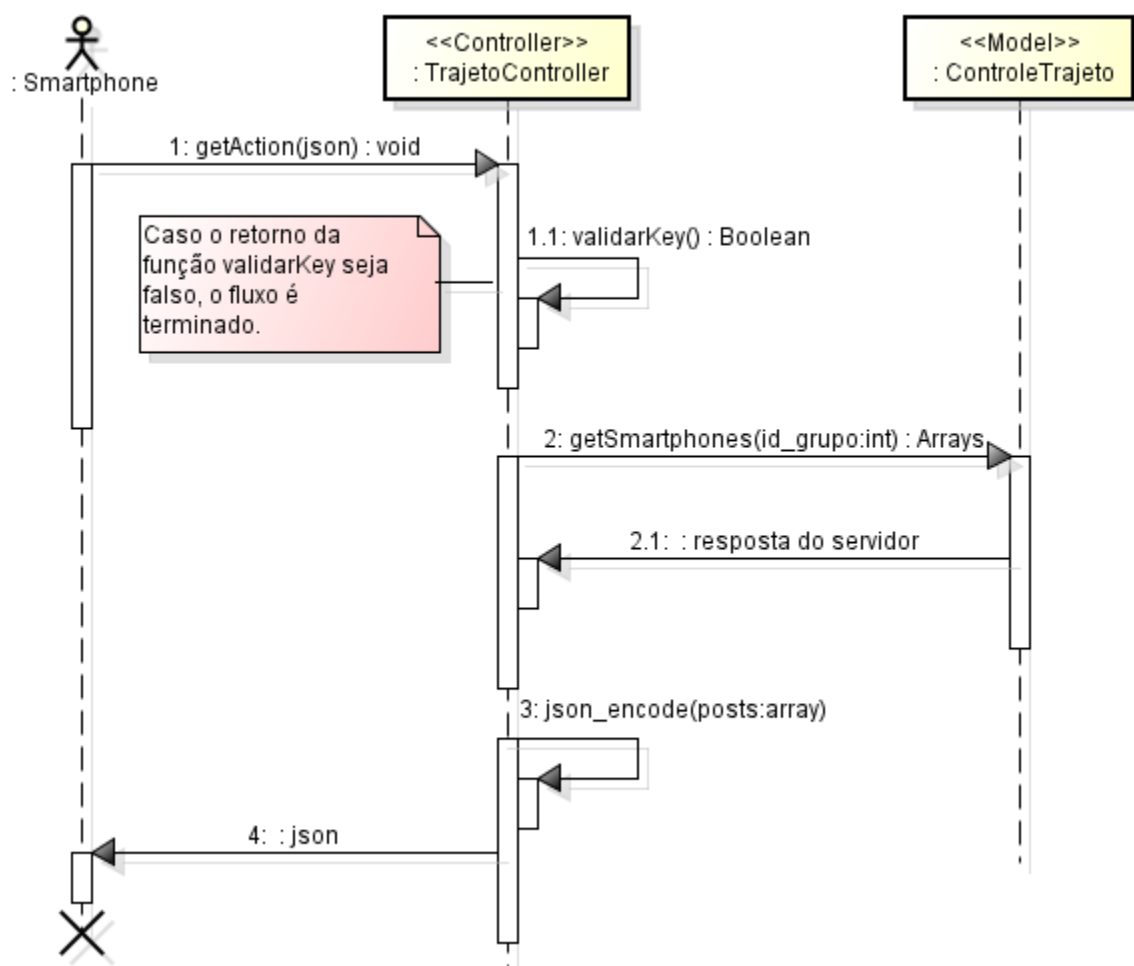 : Smartphone
<<Controller>>
: TrajetoController
<<Model>>
: ControleTrajeto
1: getAction(json) : void
Caso o retorno da
função validarKey seja
falso, o fluxo é
terminado.
1.1: validarKey() : Boolean
2: getSmartphones(id_grupo:int) : Arrays
2.1:  : resposta do servidor
3: json_encode(posts:array)
4:  : json